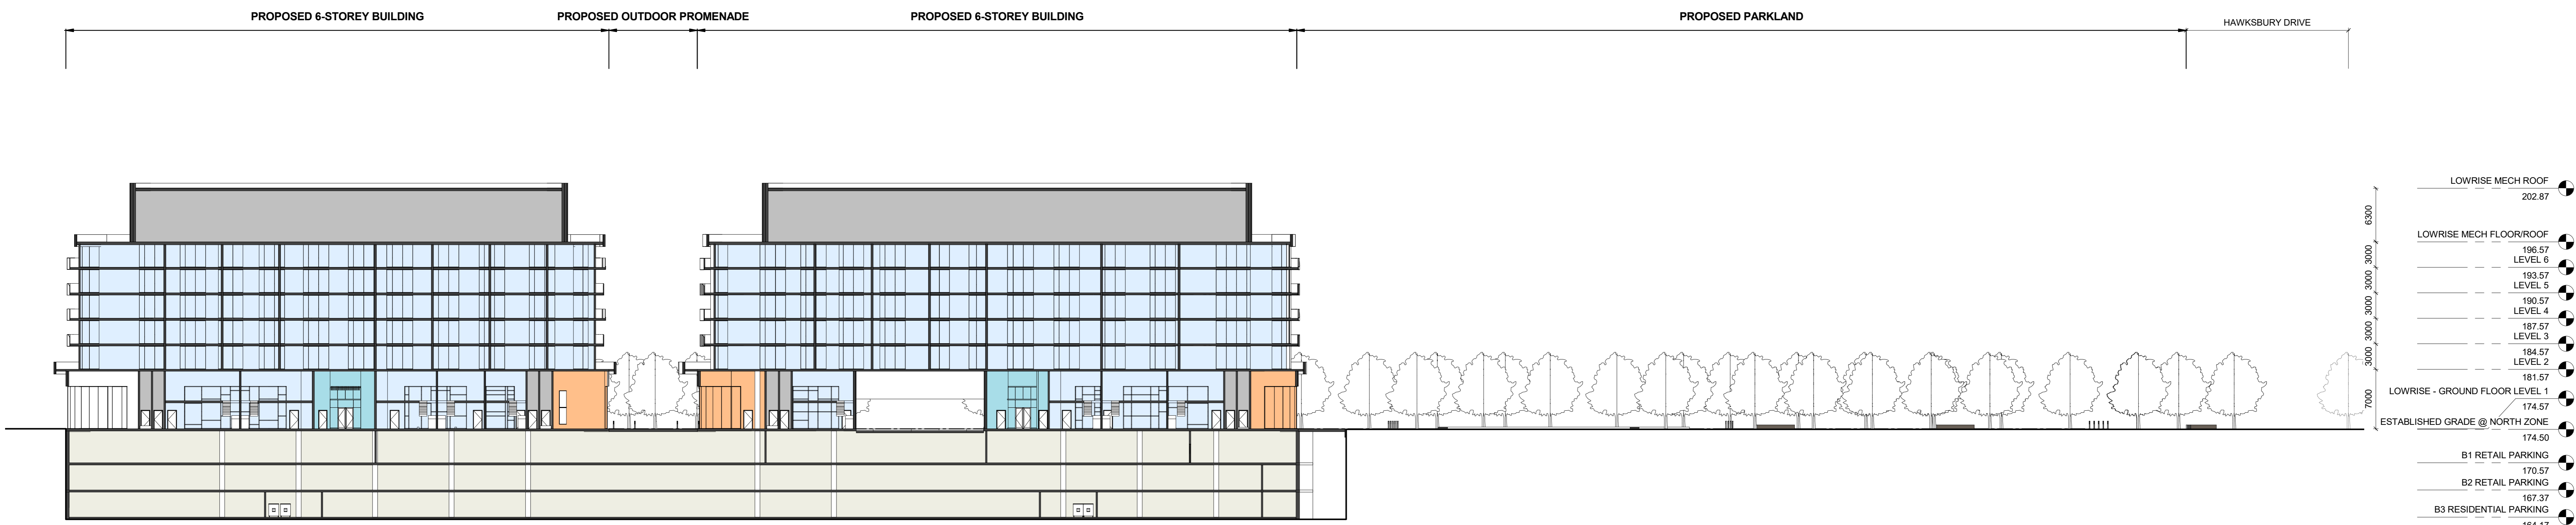 PROPOSED 6-STOREY BUILDING
PROPOSED OUTDOOR PROMENADE
PROPOSED 6-STOREY BUILDING
PROPOSED PARKLAND
HAWKSBURY DRIVE
LOWRISE MECH ROOF
202.87
6300
LOWRISE MECH FLOOR/ROOF
196.57
3000
LEVEL 6
193.57
3000
LEVEL 5
190.57
3000
LEVEL 4
187.57
3000
LEVEL 3
184.57
3000
LEVEL 2
181.57
7000
LOWRISE - GROUND FLOOR LEVEL 1
174.57
ESTABLISHED GRADE @ NORTH ZONE
174.50
B1 RETAIL PARKING
170.57
B2 RETAIL PARKING
167.37
B3 RESIDENTIAL PARKING
164.17